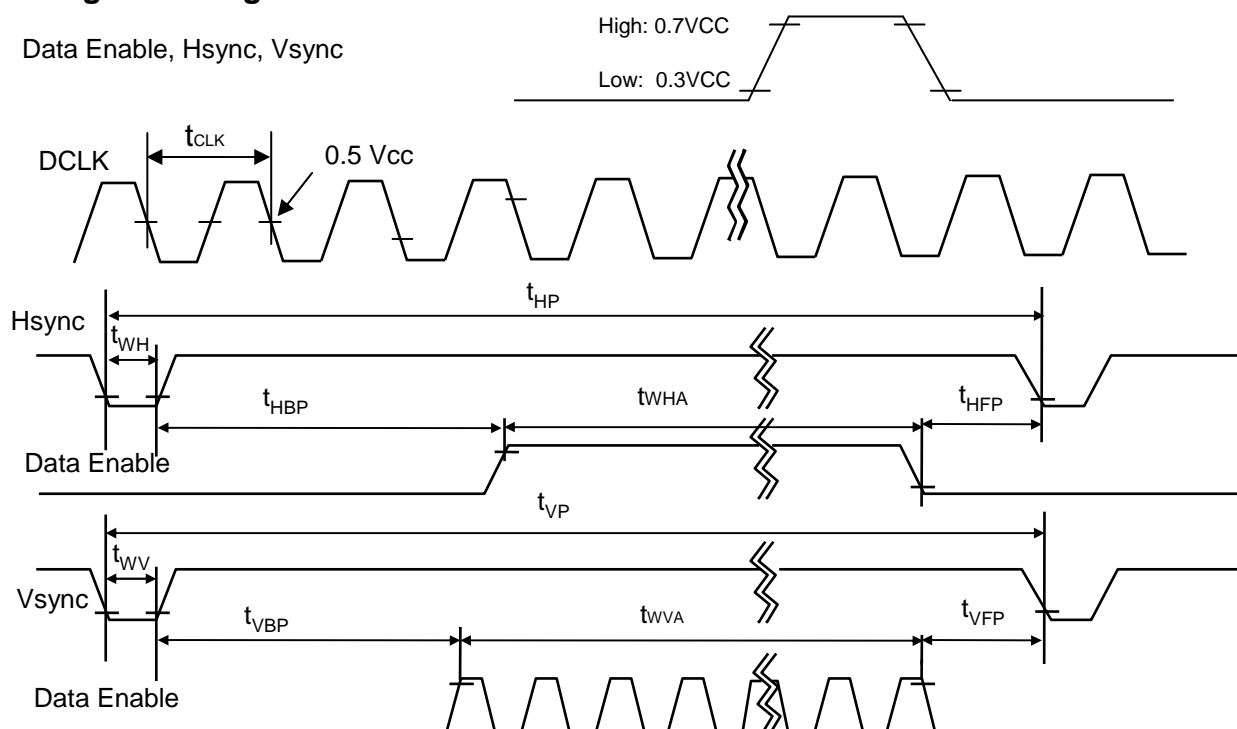 Data Enable, Hsync, Vsync
High: 0.7VCC
Low: 0.3VCC
tCLK
DCLK
0.5 Vcc
tHP
Hsync
tWH
tHBP
tWHA
tHFP
Data Enable
tVP
tWV
Vsync
tVBP
tWVA
tVFP
Data Enable